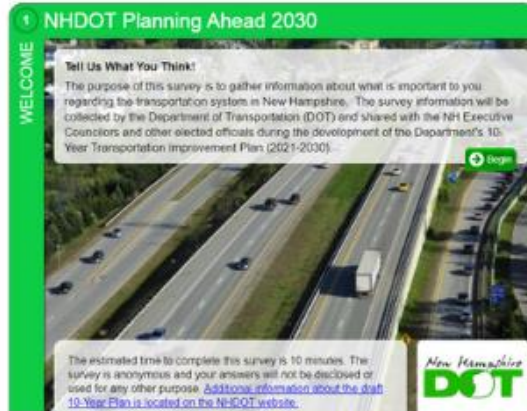 1 NHDOT Planning Ahead 2030
WELCOME
Tell Us What You Think!
The purpose of this survey is to gather information about what is important to you
regarding the transportation system in New Hampshire. The survey information will be
collected by the Department of Transportation (DOT) and shared with the NH Executive
Councilors and other elected officials during the development of the Department's 10-
Year Transportation Improvement Plan (2021-2030).
Begin
The estimated time to complete this survey is 10 minutes. The
survey is anonymous and your answers will not be disclosed or
used for any other purpose. Additional information about the draft
10-Year Plan is located on the NHDOT website.
New Hampshire
DOT